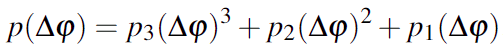 p(Δφ) = p3(Δφ)³ + p2(Δφ)² + p1(Δφ)